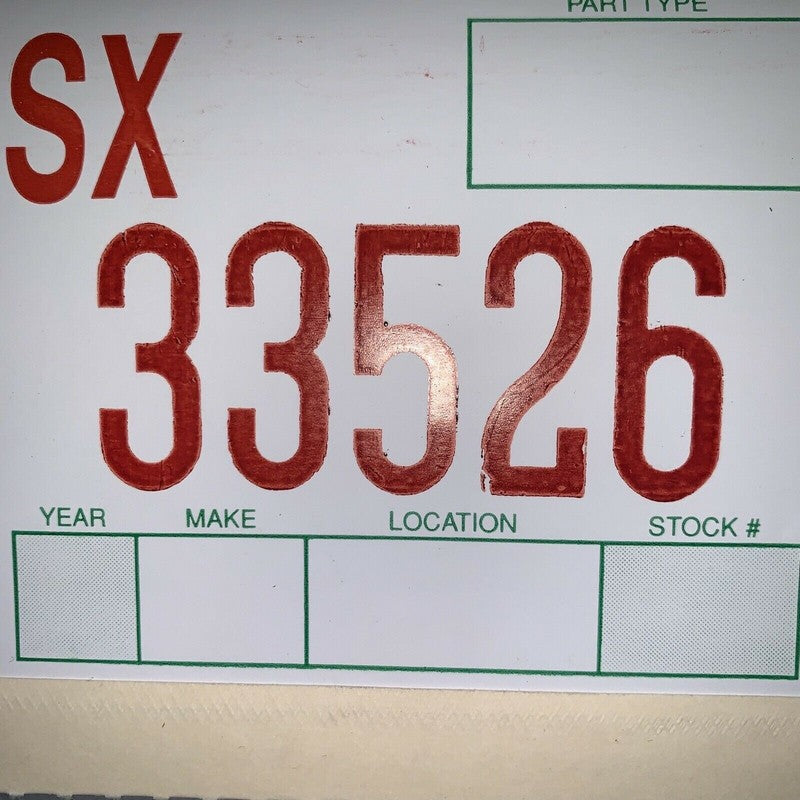 PART TYPE
SX
33526
YEAR MAKE LOCATION STOCK #